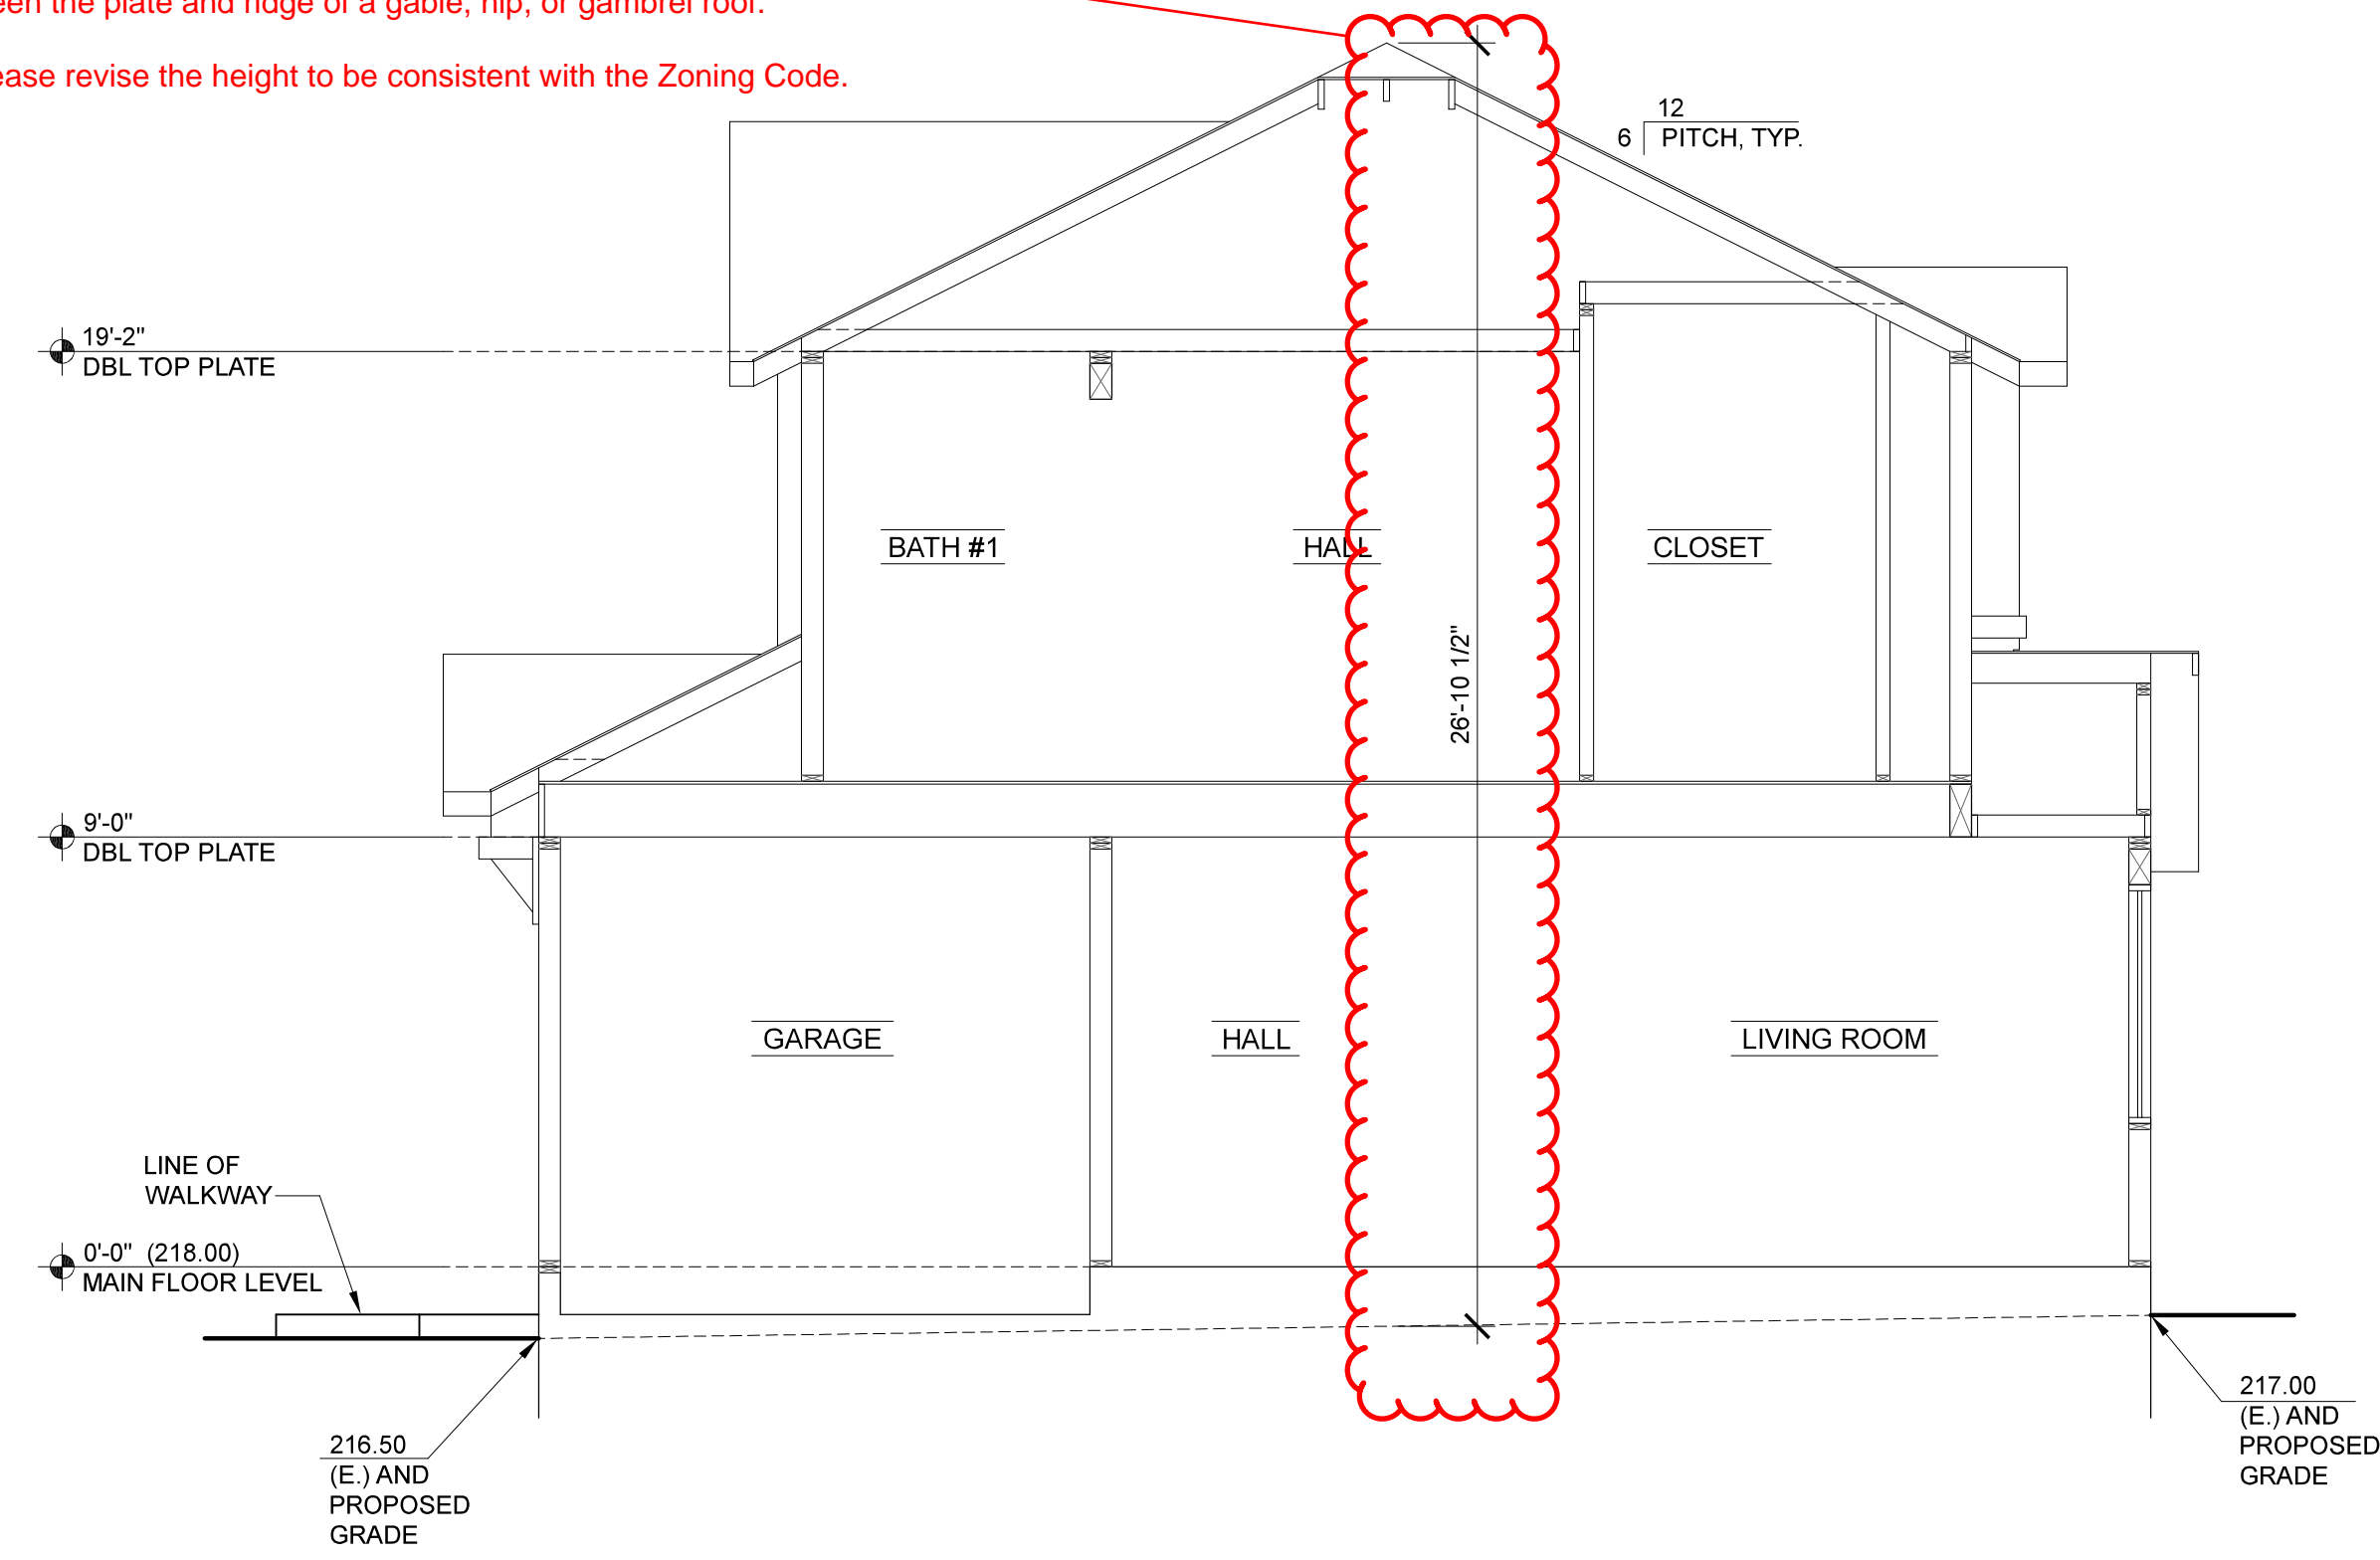 een the plate and ridge of a gable, hip, or gambrel roof.
ease revise the height to be consistent with the Zoning Code.
12
6 PITCH, TYP.
19'-2"
DBL TOP PLATE
BATH #1
HALL
CLOSET
26'-10 1/2"
9'-0"
DBL TOP PLATE
GARAGE
HALL
LIVING ROOM
LINE OF
WALKWAY
0'-0" (218.00)
MAIN FLOOR LEVEL
216.50
(E.) AND
PROPOSED
GRADE
217.00
(E.) AND
PROPOSED
GRADE